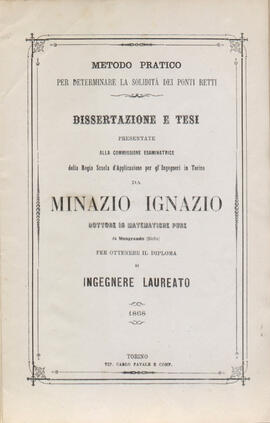 METODO PRATICO
PER DETERMINARE LA SOLIDITÀ DEI PONTI RETTI
DISSERTAZIONE E TESI
PRESENTATE
ALLA COMMISSIONE ESAMINATRICE
della Regia Scuola d'Applicazione per gl'Ingegneri in Torino
DA
MINAZIO IGNAZIO
DOTTORE IN MATEMATICHE PURE
da Mongrando (Biella)
PER OTTENERE IL DIPLOMA
DI
INGEGNERE LAUREATO
1868
TORINO
TIP. CARLO FAVALE E COMP.